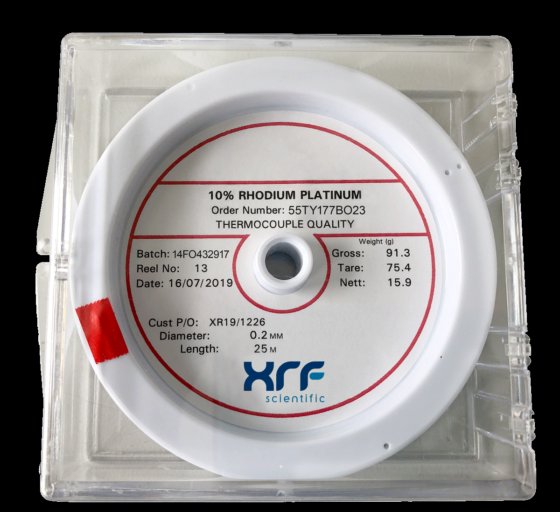 10% RHODIUM PLATINUM
Order Number: 55TY177BO23
THERMOCOUPLE QUALITY
Batch: 14FO432917
Reel No: 13
Date: 16/07/2019
Weight (g)
Gross: 91.3
Tare: 75.4
Nett: 15.9
Cust P/O: XR19/1226
Diameter: 0.2 MM
Length: 25 M
XRF
scientific